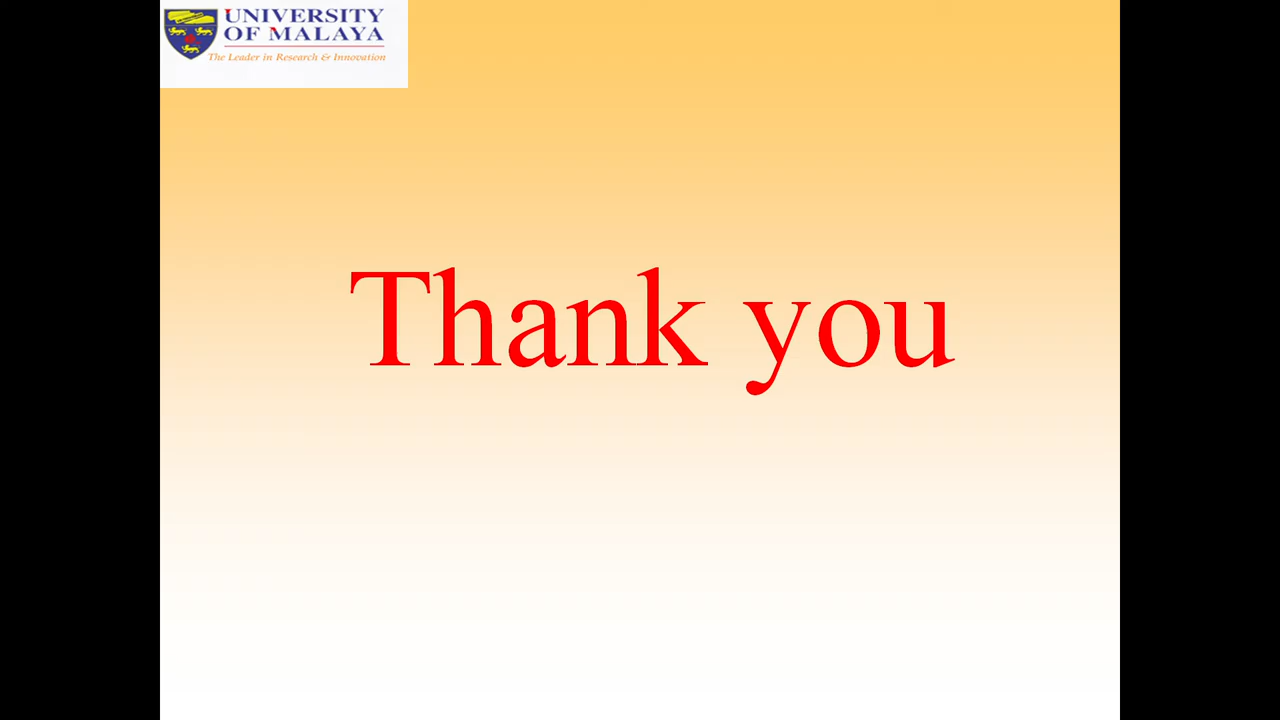 UNIVERSITY
OF MALAYA
The Leader in Research & Innovation
Thank you